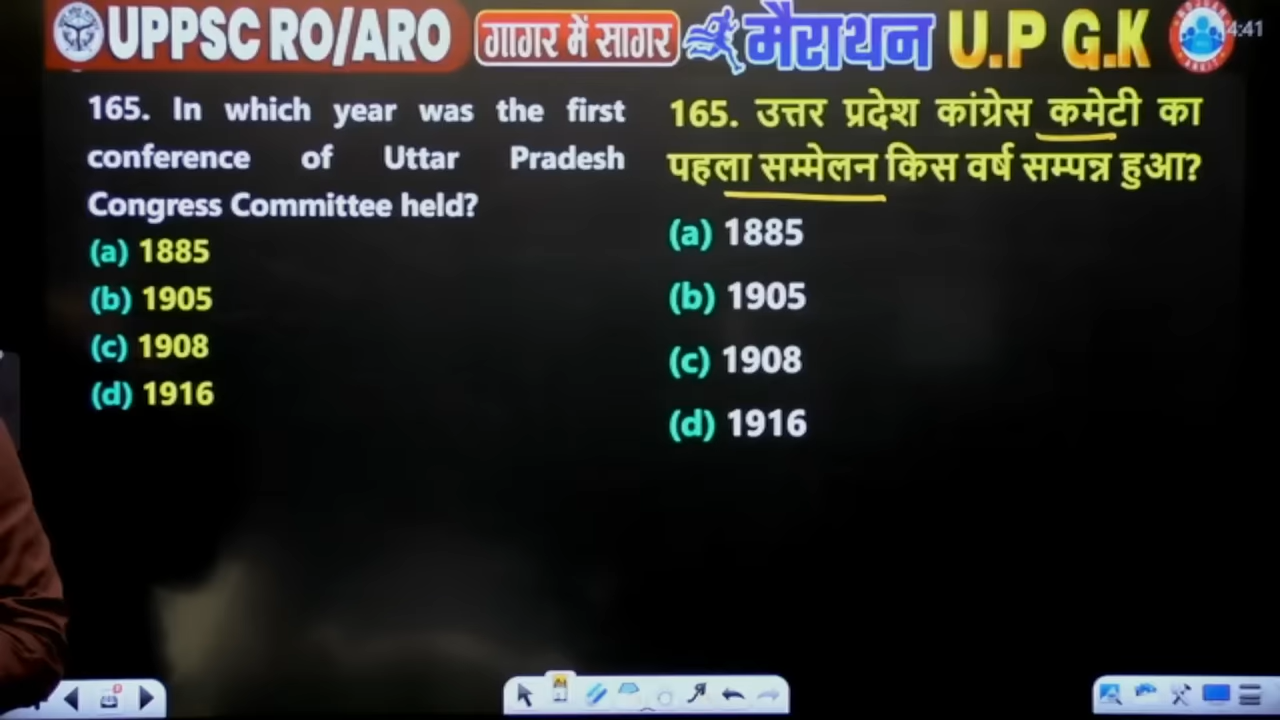 UPPSC RO/ARO गागर में सागर मैराथन U.P G.K
4:41
165. In which year was the first
conference of Uttar Pradesh
Congress Committee held?
(a) 1885
(b) 1905
(c) 1908
(d) 1916
165. उत्तर प्रदेश कांग्रेस कमेटी का
पहला सम्मेलन किस वर्ष सम्पन्न हुआ?
(a) 1885
(b) 1905
(c) 1908
(d) 1916